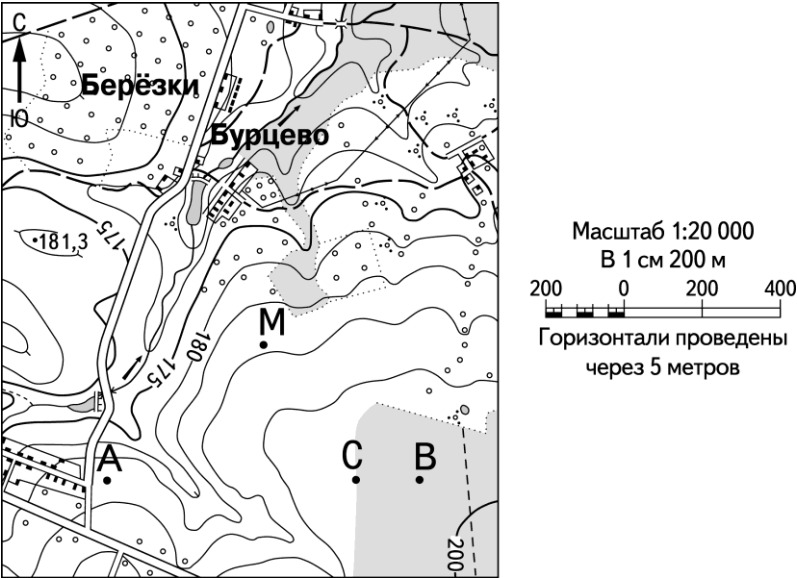 С
Ю
Берёзки
Бурцево
175
181,3
М
180
175
А
С
В
200
Масштаб 1:20 000
В 1 см 200 м
200 0 200 400
Горизонтали проведены
через 5 метров